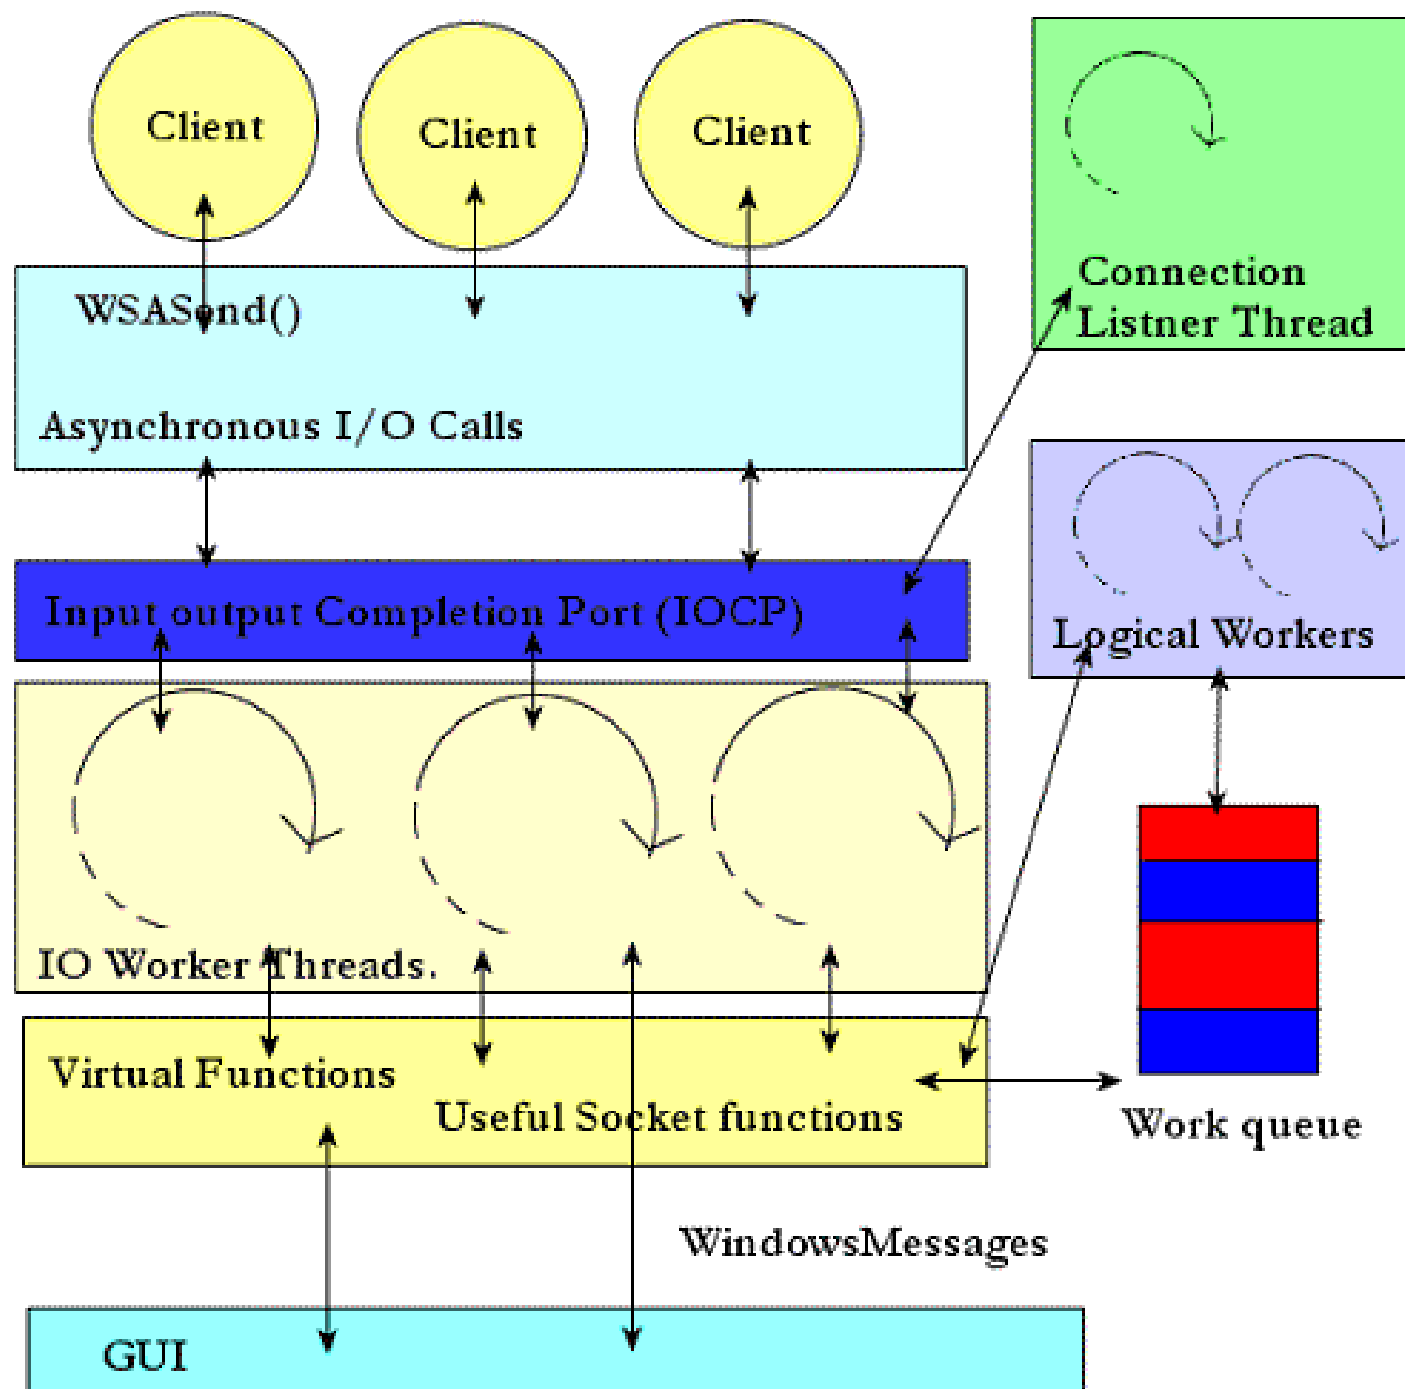 Client
Client
Client
WSASend()
Asynchronous I/O Calls
Connection
Listner Thread
Input output Completion Port (IOCP)
Logical Workers
IO Worker Threads.
Virtual Functions
Useful Socket functions
Work queue
WindowsMessages
GUI